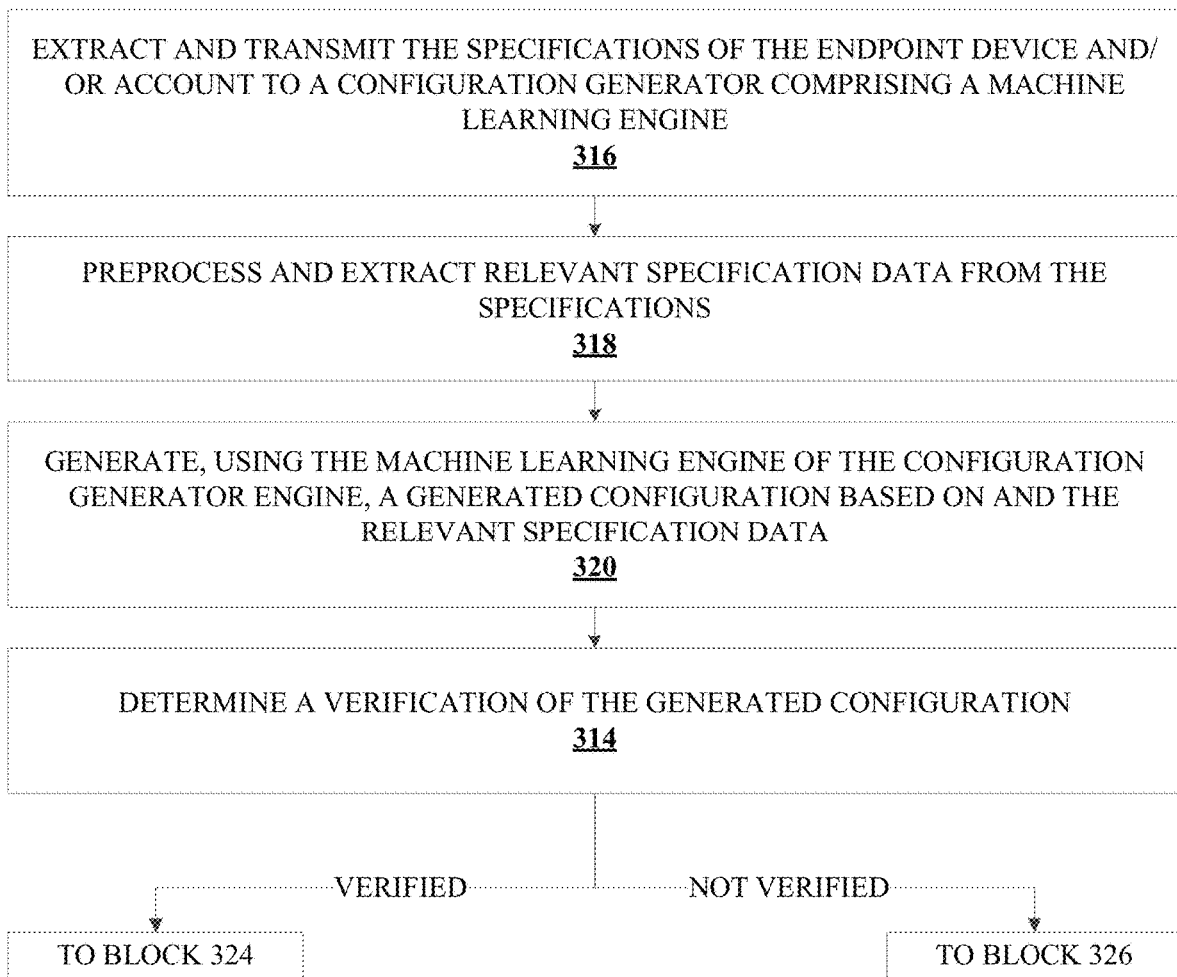 EXTRACT AND TRANSMIT THE SPECIFICATIONS OF THE ENDPOINT DEVICE AND/
OR ACCOUNT TO A CONFIGURATION GENERATOR COMPRISING A MACHINE
LEARNING ENGINE
316
PREPROCESS AND EXTRACT RELEVANT SPECIFICATION DATA FROM THE
SPECIFICATIONS
318
GENERATE, USING THE MACHINE LEARNING ENGINE OF THE CONFIGURATION
GENERATOR ENGINE, A GENERATED CONFIGURATION BASED ON AND THE
RELEVANT SPECIFICATION DATA
320
DETERMINE A VERIFICATION OF THE GENERATED CONFIGURATION
314
VERIFIED
NOT VERIFIED
TO BLOCK 324
TO BLOCK 326